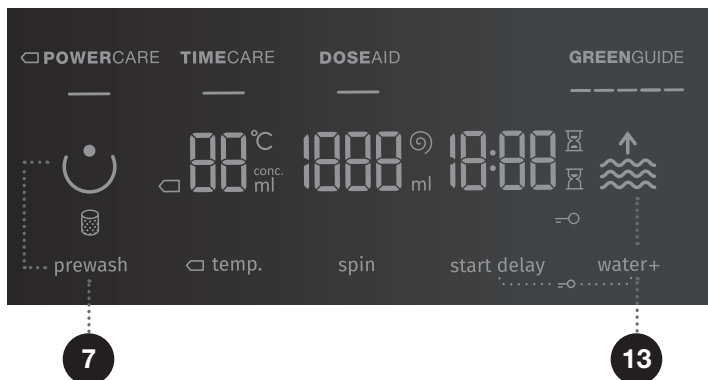 POWERCARE TIMECARE DOSEAID GREENGUIDE
88 °C 1888 18:88
conc.
ml ml
prewash temp. spin start delay water+
7 13